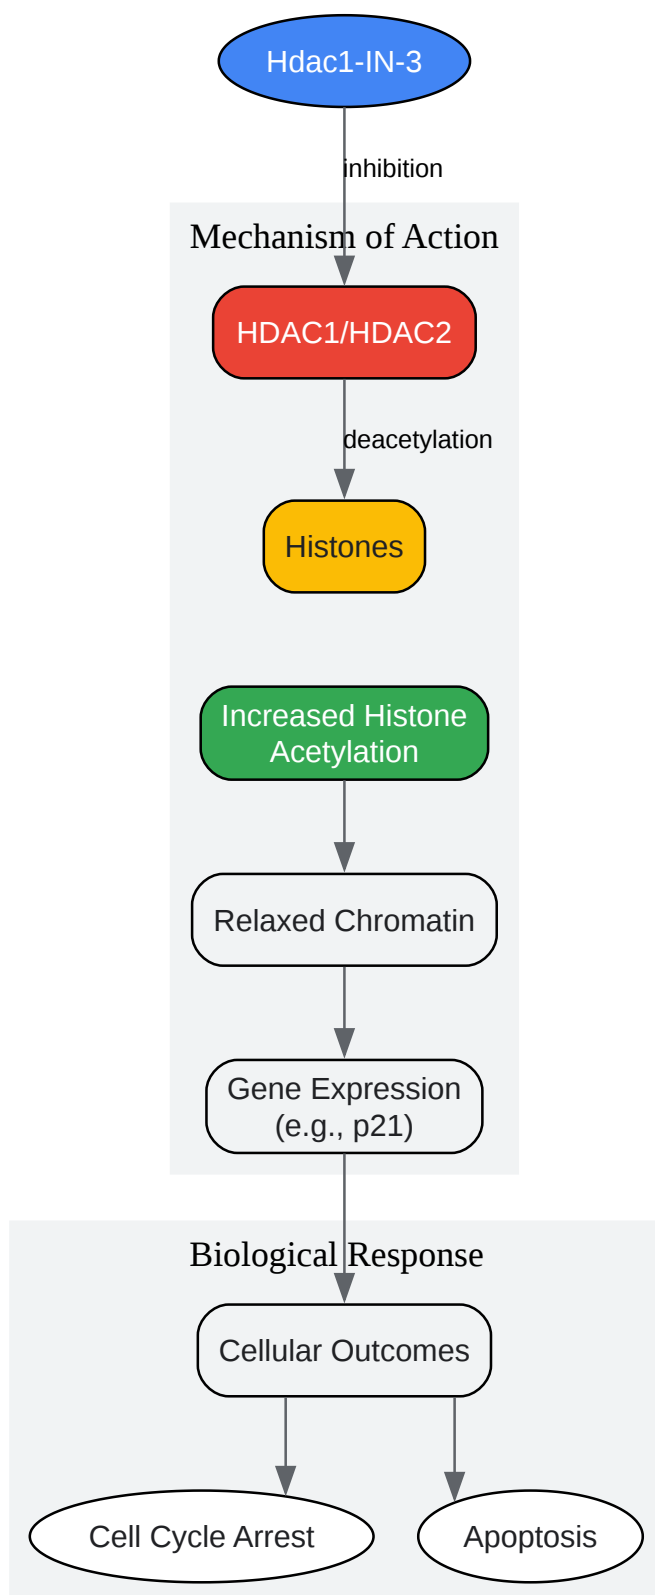 Hdac1-IN-3
inhibition
Mechanism of Action
HDAC1/HDAC2
deacetylation
Histones
Increased Histone
Acetylation
Relaxed Chromatin
Gene Expression
(e.g., p21)
Biological Response
Cellular Outcomes
Cell Cycle Arrest
Apoptosis